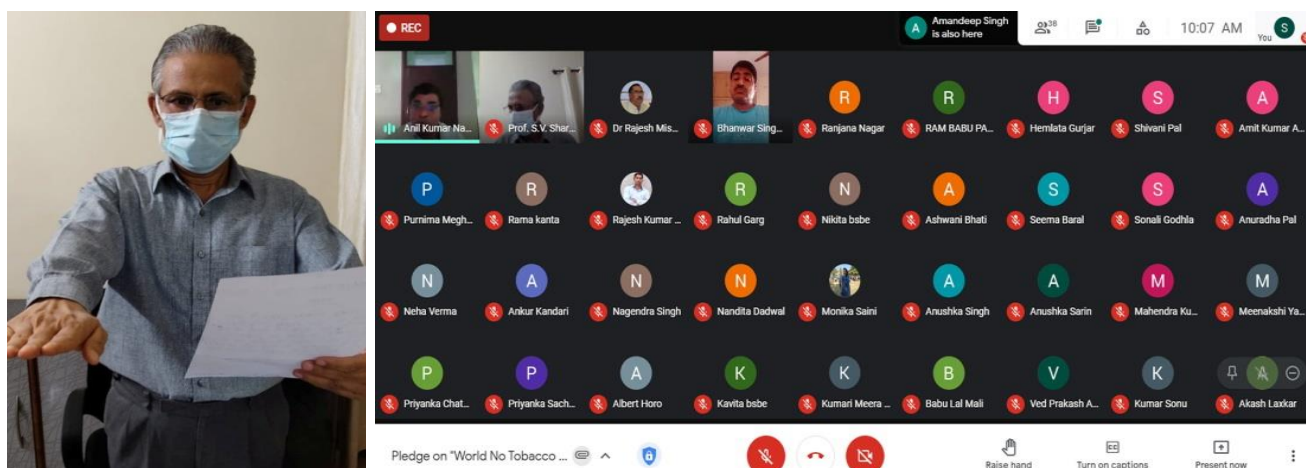 REC
A
Amandeep Singh
is also here
38
10:07 AM
You
S
Anil Kumar Na...
Prof. S.V. Shar...
Dr Rajesh Mis...
Bhanwar Sing...
R
Ranjana Nagar
R
RAM BABU PA...
H
Hemlata Gurjar
S
Shivani Pal
A
Amit Kumar A...
P
Purnima Megh...
R
Rama kanta
Rajesh Kumar ...
R
Rahul Garg
N
Nikita bsbe
A
Ashwani Bhati
S
Seema Baral
S
Sonali Godhla
A
Anuradha Pal
N
Neha Verma
A
Ankur Kandari
N
Nagendra Singh
N
Nandita Dadwal
Monika Saini
A
Anushka Singh
A
Anushka Sarin
M
Mahendra Ku...
M
Meenakshi Ya...
P
Priyanka Chat...
P
Priyanka Sach...
A
Albert Horo
K
Kavita bsbe
K
Kumari Meera ...
B
Babu Lal Mali
V
Ved Prakash A...
K
Kumar Sonu
A
Akash Laxkar
Pledge on "World No Tobacco ...
Raise hand
CC
Turn on captions
Present now